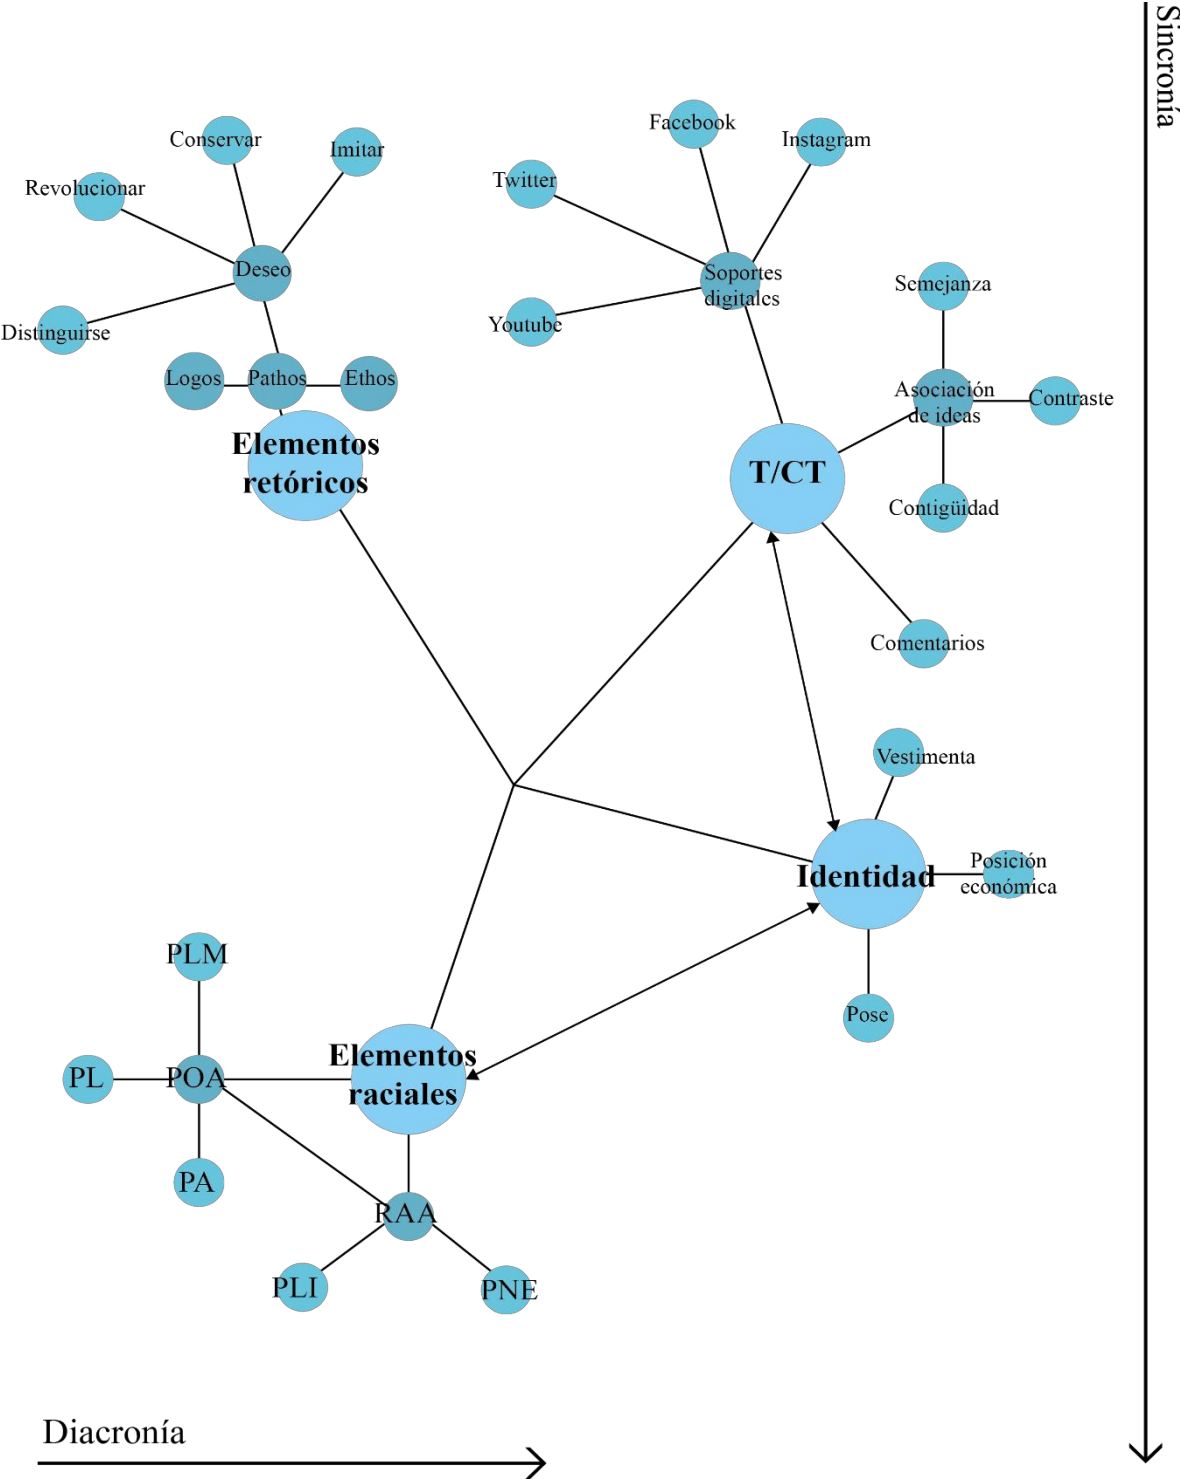 Sincronía
Conservar
Imitar
Revolucionar
Deseo
Distinguirse
Logos
Pathos
Ethos
Elementos
retóricos
Facebook
Instagram
Twitter
Soportes
digitales
Youtube
Semejanza
Asociación
de ideas
Contraste
T/CT
Contigüidad
Comentarios
Vestimenta
Posición
económica
Identidad
Pose
PLM
Elementos
raciales
PL
POA
PA
RAA
PLI
PNE
Diacronía